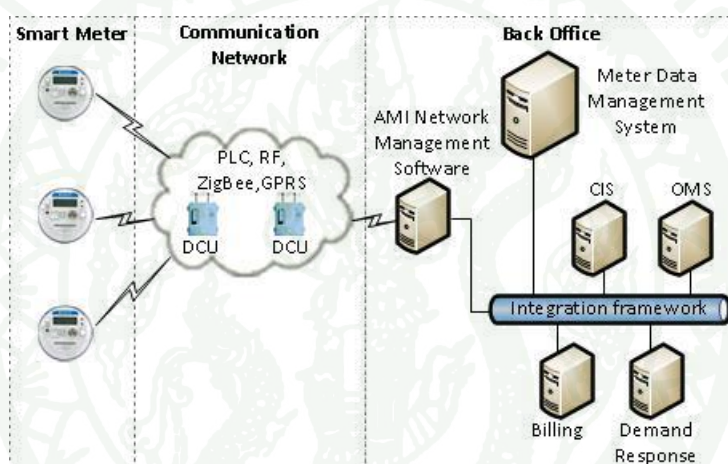 Smart Meter
Communication
Network
Back Office
PLC, RF,
ZigBee,GPRS
DCU
DCU
AMI Network
Management
Software
Meter Data
Management
System
CIS
OMS
Integration framework
Billing
Demand
Response